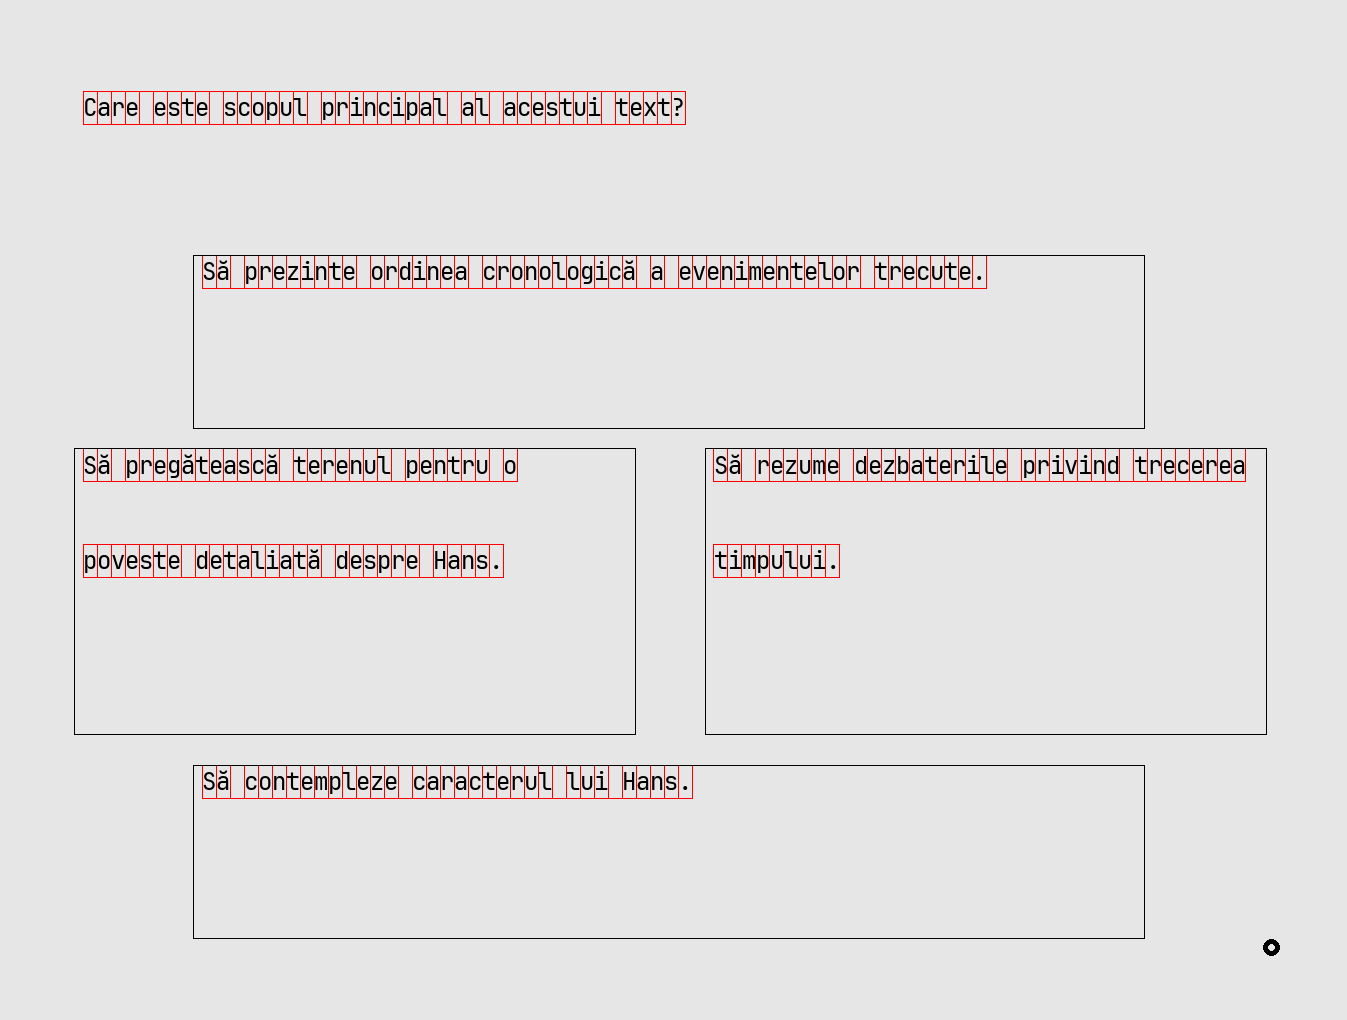 Care este scopul principal al acestui text?
Să prezinte ordinea cronologică a evenimentelor trecute.
Să pregătească terenul pentru o
poveste detaliată despre Hans.
Să rezume dezbaterile privind trecerea
timpului.
Să contempleze caracterul lui Hans.